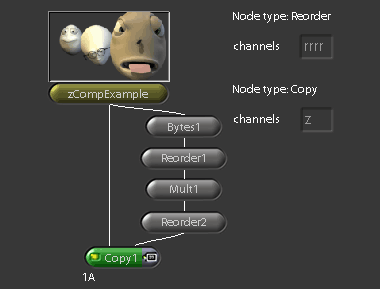 Node type: Reorder
channels rrrr
zCompExample
Node type: Copy
channels z
Bytes1
Reorder1
Mult1
Reorder2
Copy1
1A